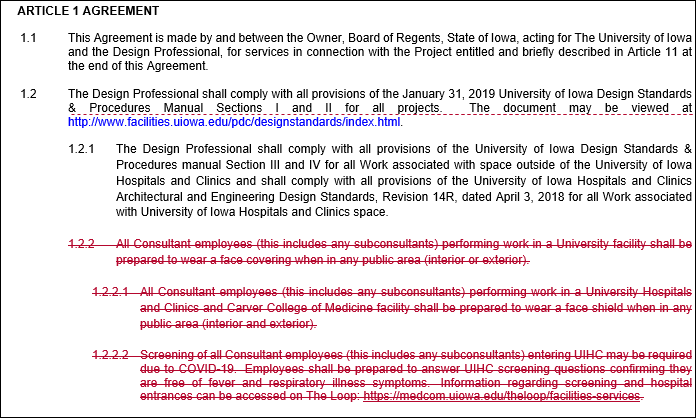 ARTICLE 1 AGREEMENT
1.1 This Agreement is made by and between the Owner, Board of Regents, State of Iowa, acting for The University of Iowa
and the Design Professional, for services in connection with the Project entitled and briefly described in Article 11 at
the end of this Agreement.
1.2 The Design Professional shall comply with all provisions of the January 31, 2019 University of Iowa Design Standards
& Procedures Manual Sections I and II for all projects. The document may be viewed at
http://www.facilities.uiowa.edu/pdc/designstandards/index.html.
1.2.1 The Design Professional shall comply with all provisions of the University of Iowa Design Standards &
Procedures manual Section III and IV for all Work associated with space outside of the University of Iowa
Hospitals and Clinics and shall comply with all provisions of the University of Iowa Hospitals and Clinics
Architectural and Engineering Design Standards, Revision 14R, dated April 3, 2018 for all Work associated
with University of Iowa Hospitals and Clinics space.
1.2.2 All Consultant employees (this includes any subconsultants) performing work in a University facility shall be
prepared to wear a face covering when in any public area (interior or exterior).
1.2.2.1 All Consultant employees (this includes any subconsultants) performing work in a University Hospitals
and Clinics and Carver College of Medicine facility shall be prepared to wear a face shield when in any
public area (interior and exterior).
1.2.2.2 Screening of all Consultant employees (this includes any subconsultants) entering UIHC may be required
due to COVID-19. Employees shall be prepared to answer UIHC screening questions confirming they
are free of fever and respiratory illness symptoms. Information regarding screening and hospital
entrances can be accessed on The Loop: https://medcom.uiowa.edu/theloop/facilities-services.